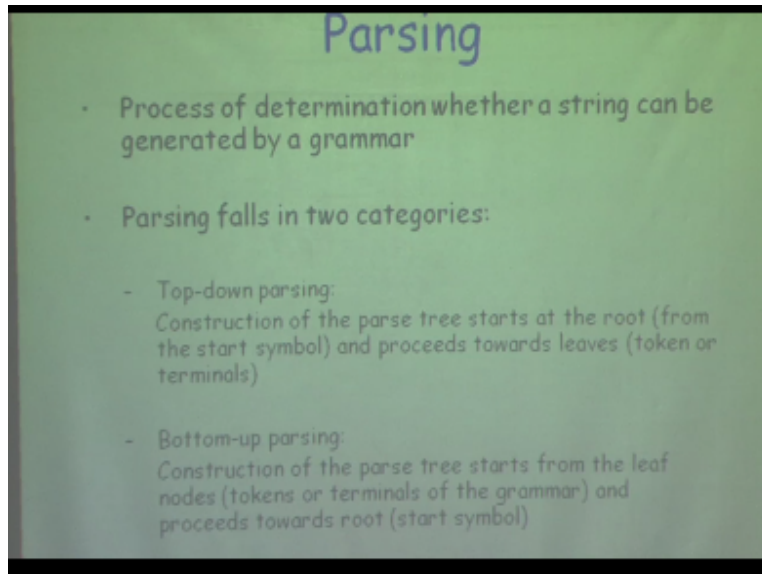 Parsing
· Process of determination whether a string can be
generated by a grammar
· Parsing falls in two categories:
- Top-down parsing:
Construction of the parse tree starts at the root (from
the start symbol) and proceeds towards leaves (token or
terminals)
- Bottom-up parsing:
Construction of the parse tree starts from the leaf
nodes (tokens or terminals of the grammar) and
proceeds towards root (start symbol)